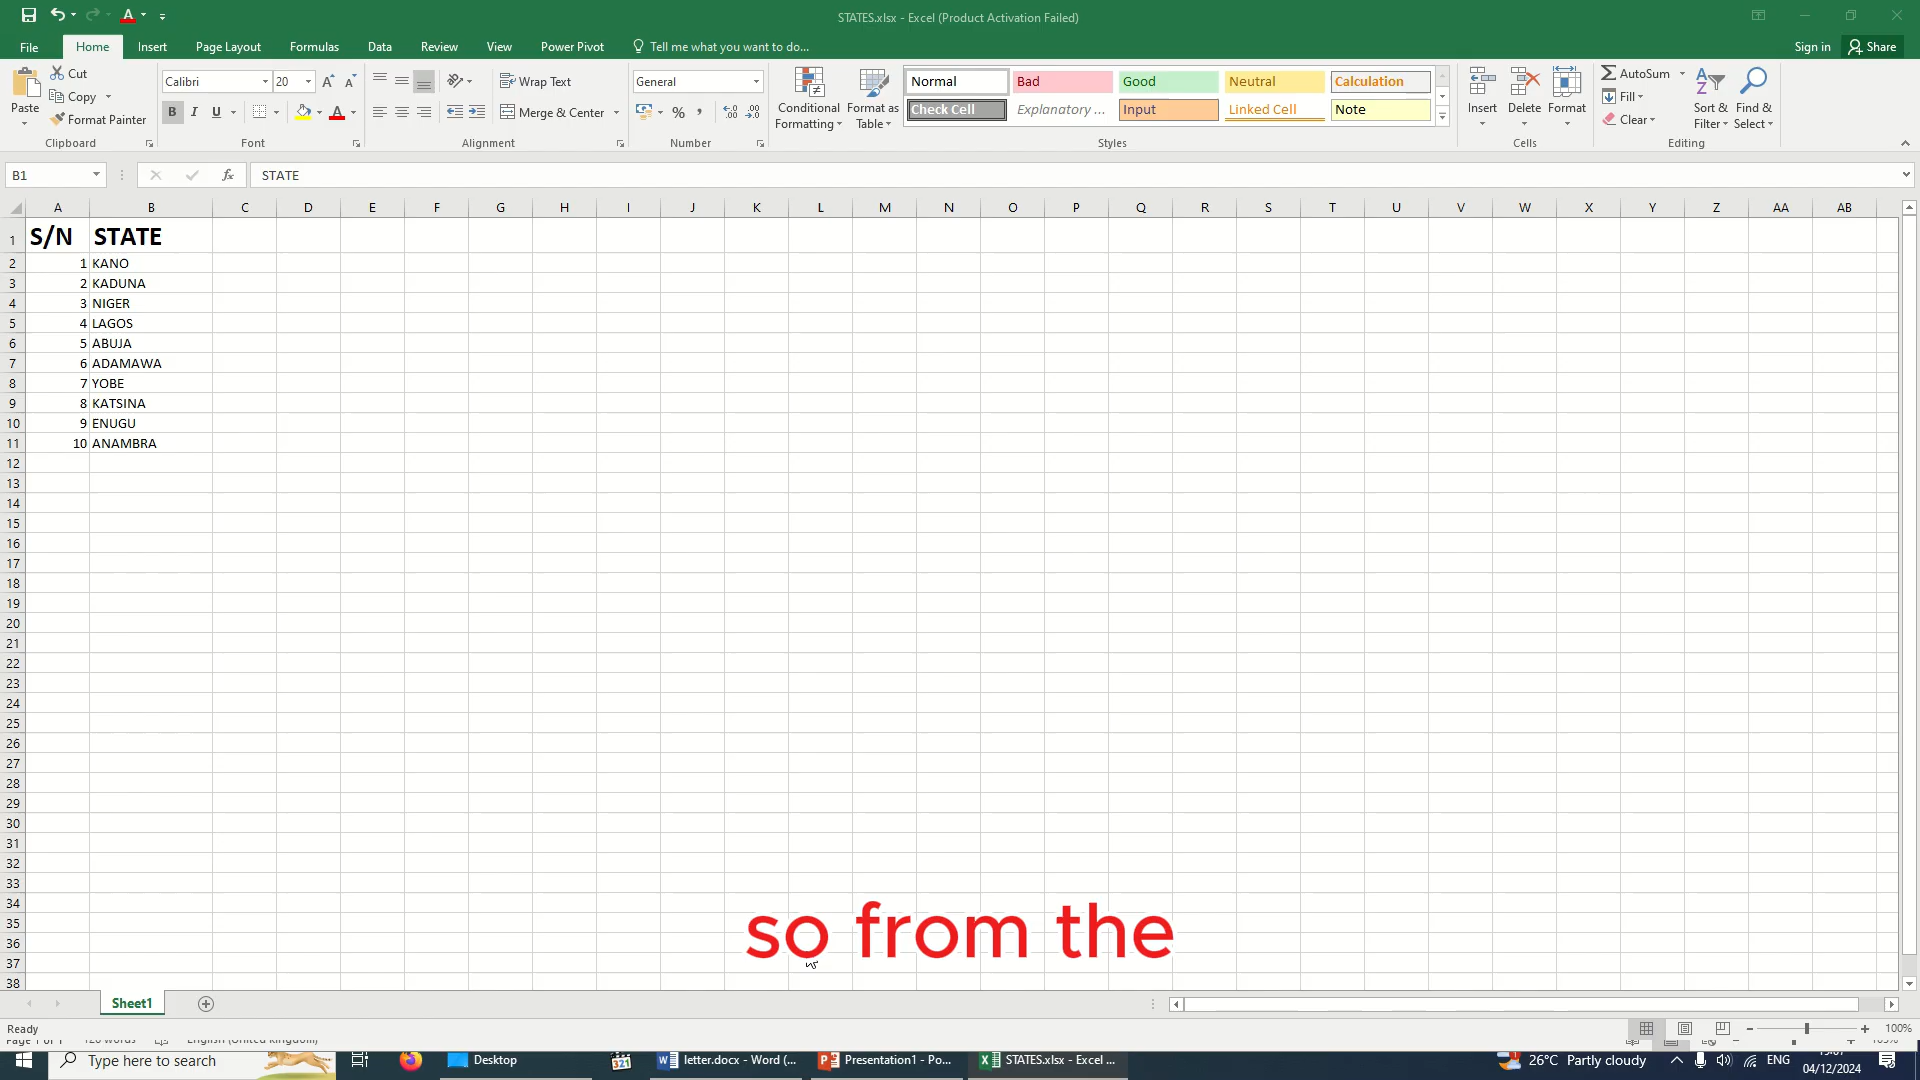 STATES.xlsx - Excel (Product Activation Failed)
File Home Insert Page Layout Formulas Data Review View Power Pivot Tell me what you want to do... Sign in Share
Paste Cut Copy Format Painter
Calibri 20
B I U
Wrap Text
Merge & Center
General
%
Conditional Formatting
Format as Table
Normal Bad Good Neutral Calculation
Check Cell Explanatory ... Input Linked Cell Note
Insert Delete Format
AutoSum
Fill
Clear
Sort & Filter
Find & Select
Clipboard Font Alignment Number Styles Cells Editing
B1 fx STATE
A B C D E F G H I J K L M N O P Q R S T U V W X Y Z AA AB
1 S/N STATE
2 1 KANO
3 2 KADUNA
4 3 NIGER
5 4 LAGOS
6 5 ABUJA
7 6 ADAMAWA
8 7 YOBE
9 8 KATSINA
10 9 ENUGU
11 10 ANAMBRA
12
13
14
15
16
17
18
19
20
21
22
23
24
25
26
27
28
29
30
31
32
33
34
35
36
37
38
so from the
Sheet1
Ready 100%
Type here to search Desktop letter.docx - Word (... Presentation1 - Po... STATES.xlsx - Excel ... 26°C Partly cloudy ENG
04/12/2024